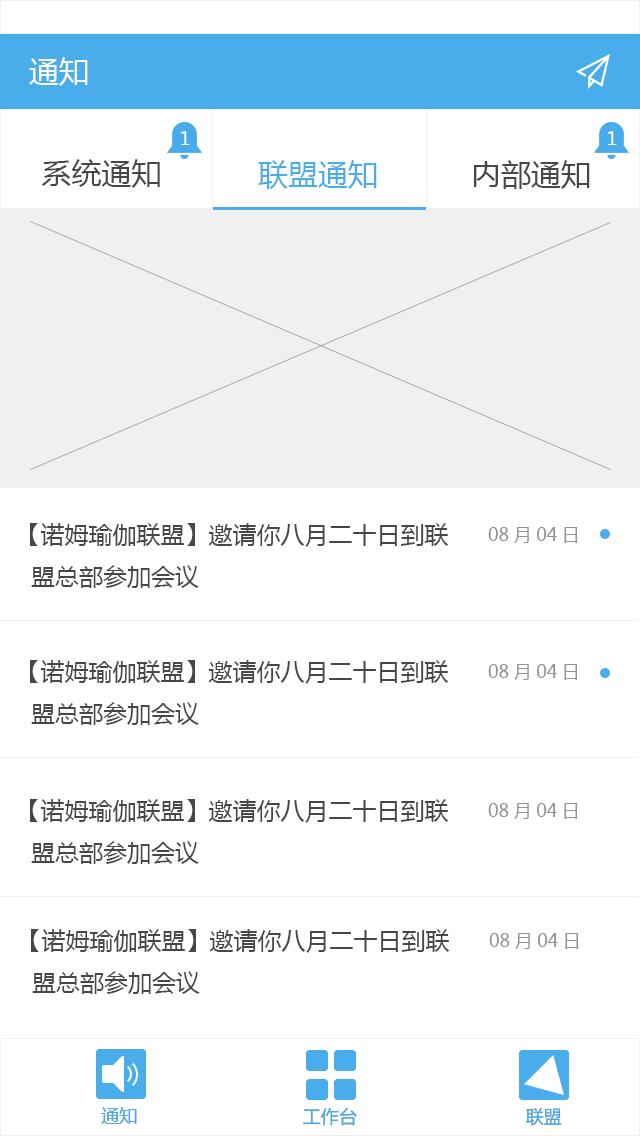 通知
1
1
系统通知
联盟通知
内部通知
【诺姆瑜伽联盟】邀请你八月二十日到联
08 月 04 日
盟总部参加会议
【诺姆瑜伽联盟】邀请你八月二十日到联
08 月 04 日
盟总部参加会议
【诺姆瑜伽联盟】邀请你八月二十日到联
08 月 04 日
盟总部参加会议
【诺姆瑜伽联盟】邀请你八月二十日到联
08 月 04 日
盟总部参加会议
通知
工作台
联盟